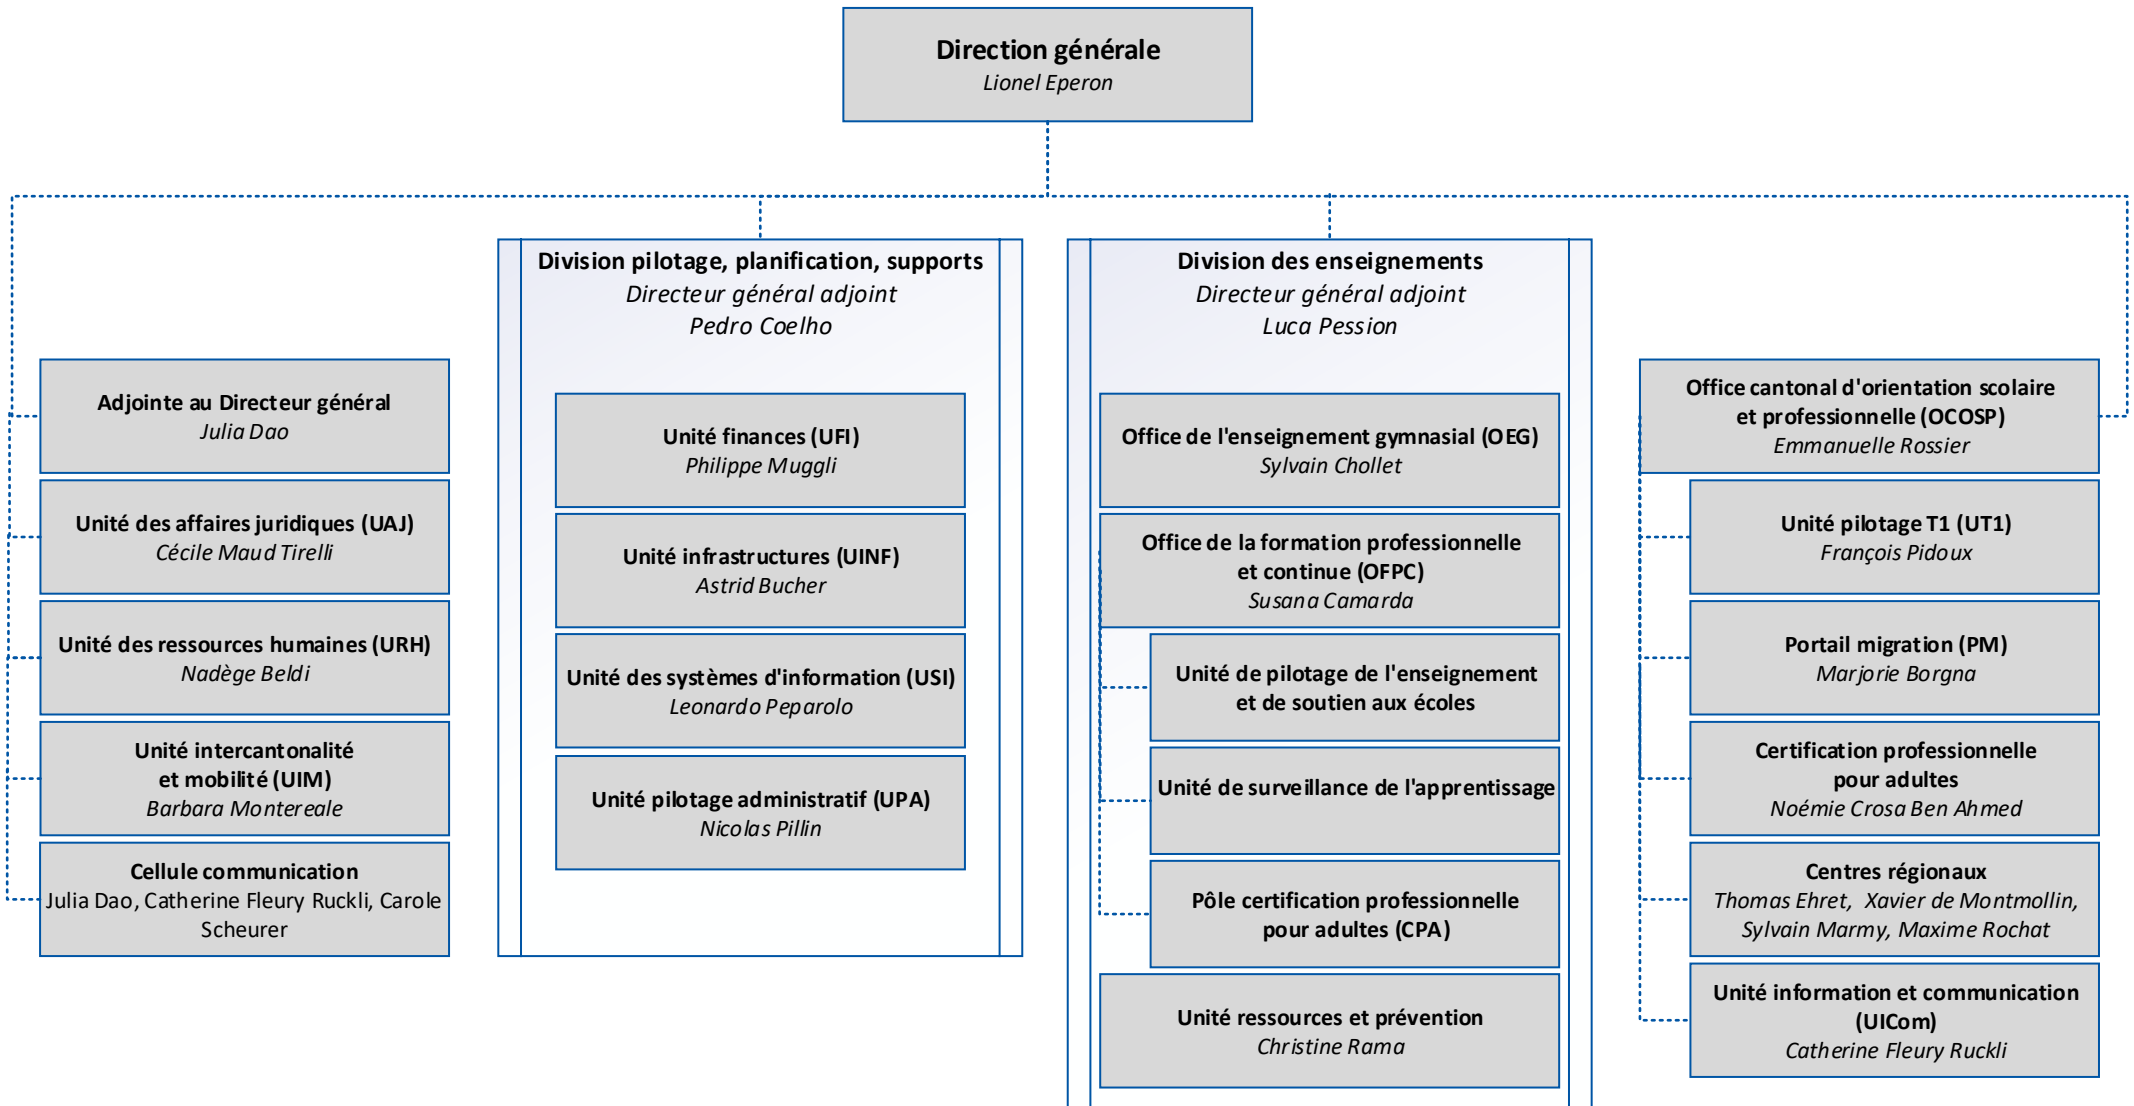 Direction générale
Lionel Eperon
Division pilotage, planification, supports
Directeur général adjoint
Pedro Coelho
Division des enseignements
Directeur général adjoint
Luca Pession
Adjointe au Directeur général
Julia Dao
Unité des affaires juridiques (UAJ)
Cécile Maud Tirelli
Unité des ressources humaines (URH)
Nadège Beldi
Unité intercantonalité
et mobilité (UIM)
Barbara Montereale
Cellule communication
Julia Dao, Catherine Fleury Ruckli, Carole
Scheurer
Unité finances (UFI)
Philippe Muggli
Unité infrastructures (UINF)
Astrid Bucher
Unité des systèmes d'information (USI)
Leonardo Peparolo
Unité pilotage administratif (UPA)
Nicolas Pillin
Office de l'enseignement gymnasial (OEG)
Sylvain Chollet
Office de la formation professionnelle
et continue (OFPC)
Susana Camarda
Unité de pilotage de l'enseignement
et de soutien aux écoles
Unité de surveillance de l'apprentissage
Pôle certification professionnelle
pour adultes (CPA)
Unité ressources et prévention
Christine Rama
Office cantonal d'orientation scolaire
et professionnelle (OCOSP)
Emmanuelle Rossier
Unité pilotage T1 (UT1)
François Pidoux
Portail migration (PM)
Marjorie Borgna
Certification professionnelle
pour adultes
Noémie Crosa Ben Ahmed
Centres régionaux
Thomas Ehret, Xavier de Montmollin,
Sylvain Marmy, Maxime Rochat
Unité information et communication
(UICom)
Catherine Fleury Ruckli